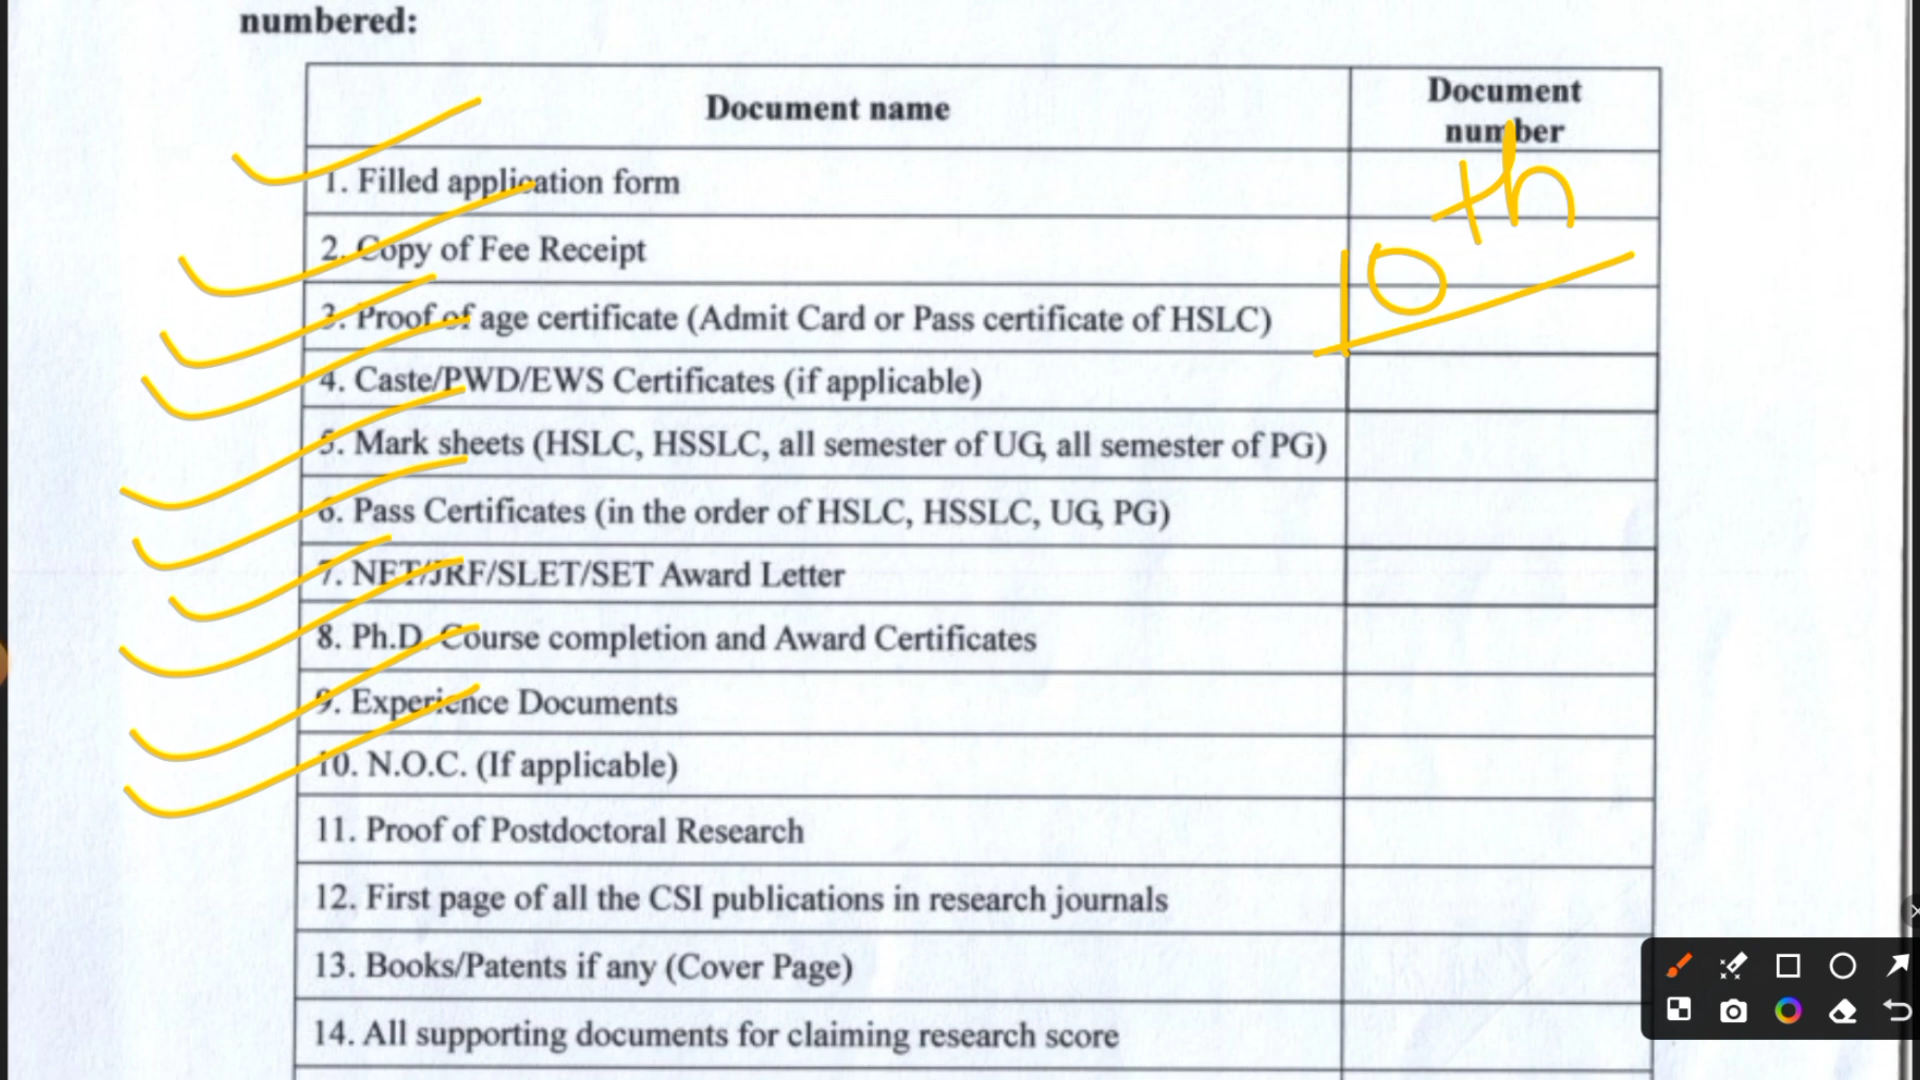 numbered:
Document name
Document
number
1. Filled application form
2. Copy of Fee Receipt
3. Proof of age certificate (Admit Card or Pass certificate of HSLC)
10th
4. Caste/PWD/EWS Certificates (if applicable)
5. Mark sheets (HSLC, HSSLC, all semester of UG, all semester of PG)
6. Pass Certificates (in the order of HSLC, HSSLC, UG, PG)
7. NET/JRF/SLET/SET Award Letter
8. Ph.D. Course completion and Award Certificates
9. Experience Documents
10. N.O.C. (If applicable)
11. Proof of Postdoctoral Research
12. First page of all the CSI publications in research journals
13. Books/Patents if any (Cover Page)
14. All supporting documents for claiming research score